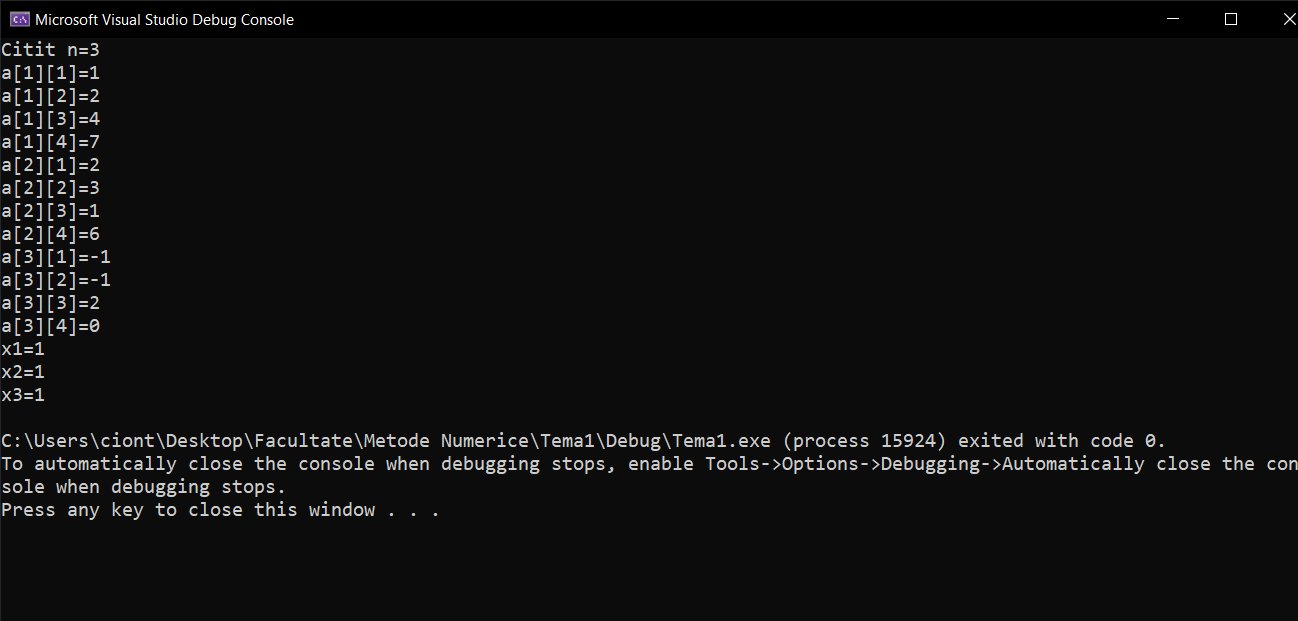 Microsoft Visual Studio Debug Console
Citit n=3
a[1][1]=1
a[1][2]=2
a[1][3]=4
a[1][4]=7
a[2][1]=2
a[2][2]=3
a[2][3]=1
a[2][4]=6
a[3][1]=-1
a[3][2]=-1
a[3][3]=2
a[3][4]=0
x1=1
x2=1
x3=1
C:\Users\ciont\Desktop\Facultate\Metode Numerice\Tema1\Debug\Tema1.exe (process 15924) exited with code 0.
To automatically close the console when debugging stops, enable Tools->Options->Debugging->Automatically close the con
sole when debugging stops.
Press any key to close this window . . .